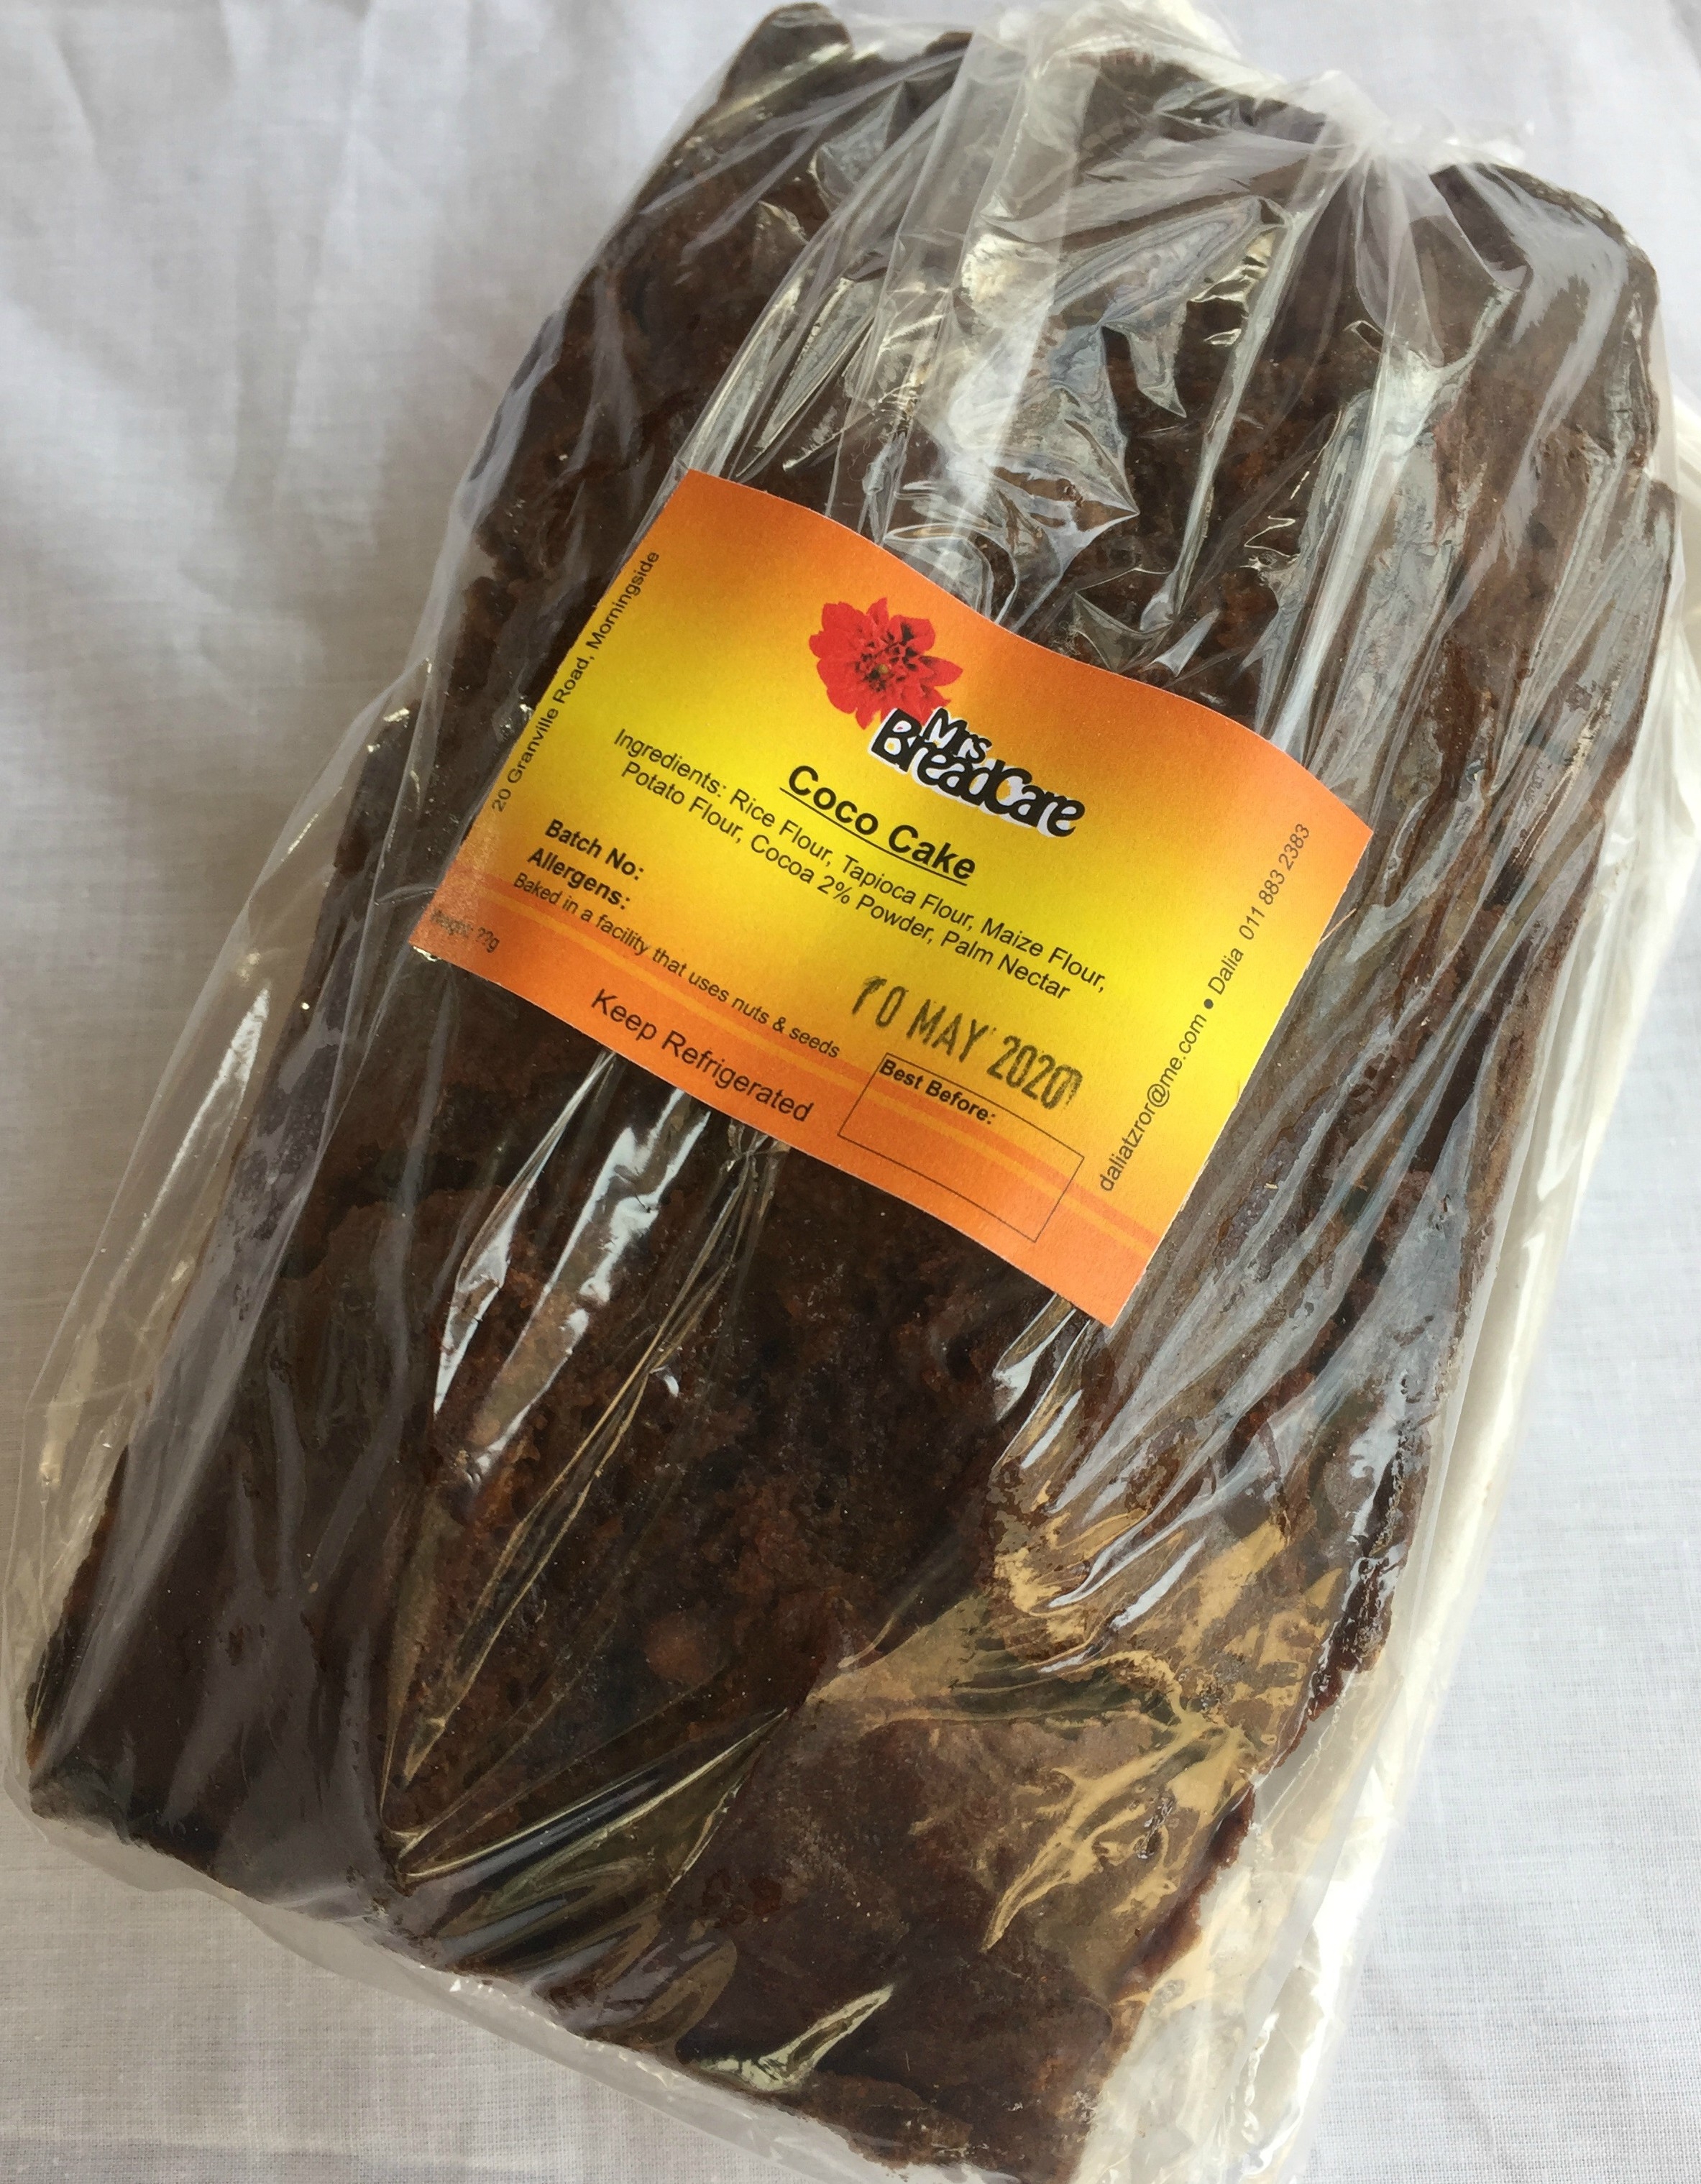 Mrs
BreadCare
Coco Cake
Ingredients: Rice Flour, Tapioca Flour, Maize Flour,
Potato Flour, Cocoa 2% Powder, Palm Nectar
Batch No:
Allergens:
Baked in a facility that uses nuts & seeds
10 MAY 2020
Best Before:
Keep Refrigerated
Weight: ??g
20 Granville Road, Morningside
daliatzror@me.com • Dalia 011 883 2383